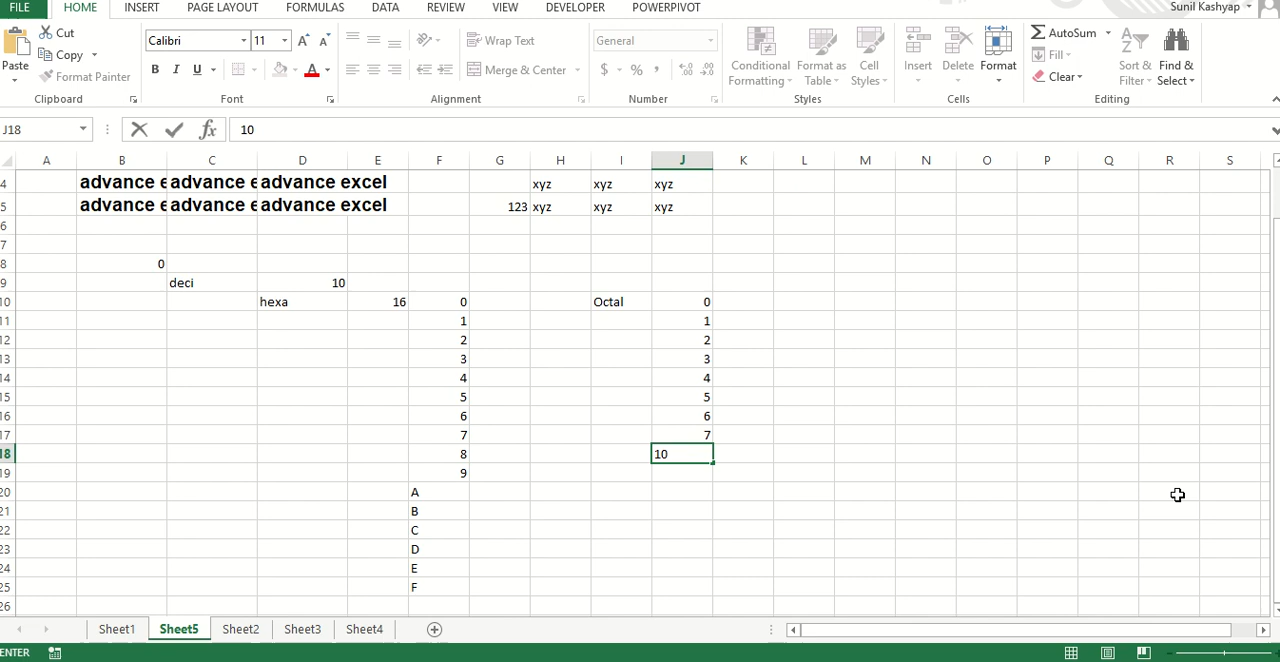 FILE HOME INSERT PAGE LAYOUT FORMULAS DATA REVIEW VIEW DEVELOPER POWERPIVOT Sunil Kashyap
Cut Calibri 11 A A Wrap Text General AutoSum
Copy Fill
Paste Format Painter B I U A Merge & Center $ % , Conditional Formatting Format as Table Cell Styles Insert Delete Format Clear Sort & Filter Find & Select
Clipboard Font Alignment Number Styles Cells Editing
J18 fx 10
A B C D E F G H I J K L M N O P Q R S
4 advance e advance e advance excel xyz xyz xyz
5 advance e advance e advance excel 123 xyz xyz xyz
6
7
8 0
9 deci 10
10 hexa 16 0 Octal 0
11 1 1
12 2 2
13 3 3
14 4 4
15 5 5
16 6 6
17 7 7
18 8 10
19 9
20 A
21 B
22 C
23 D
24 E
25 F
26
Sheet1 Sheet5 Sheet2 Sheet3 Sheet4
ENTER